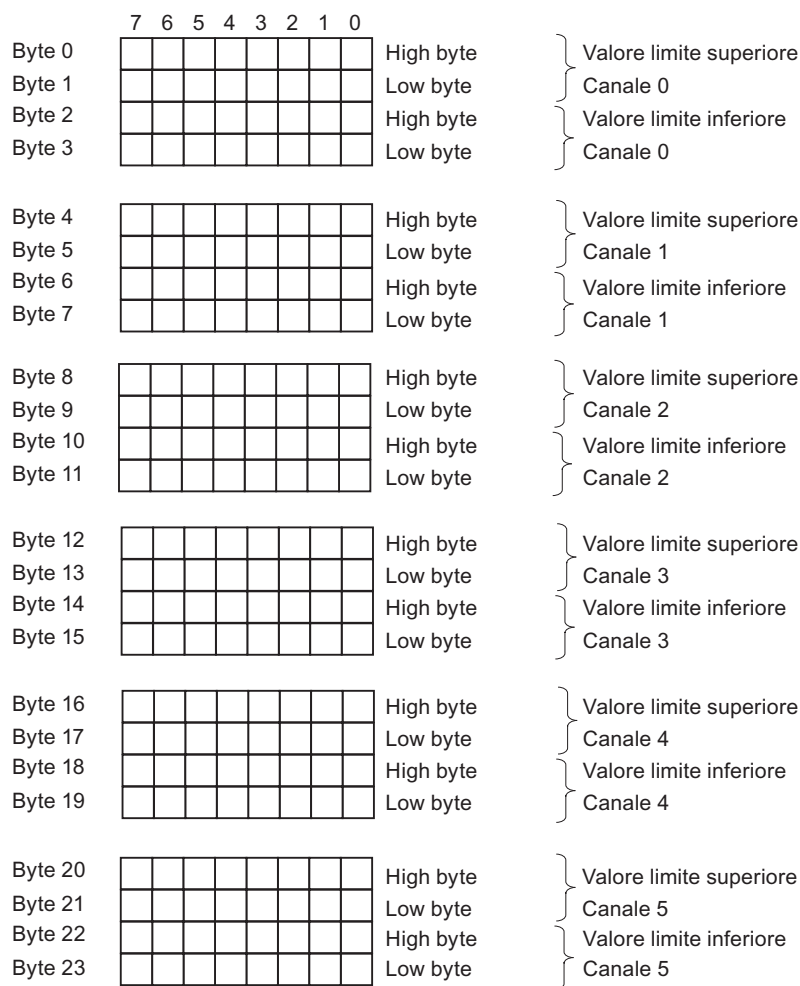 7 6 5 4 3 2 1 0
Byte 0 High byte Valore limite superiore
Byte 1 Low byte Canale 0
Byte 2 High byte Valore limite inferiore
Byte 3 Low byte Canale 0
Byte 4 High byte Valore limite superiore
Byte 5 Low byte Canale 1
Byte 6 High byte Valore limite inferiore
Byte 7 Low byte Canale 1
Byte 8 High byte Valore limite superiore
Byte 9 Low byte Canale 2
Byte 10 High byte Valore limite inferiore
Byte 11 Low byte Canale 2
Byte 12 High byte Valore limite superiore
Byte 13 Low byte Canale 3
Byte 14 High byte Valore limite inferiore
Byte 15 Low byte Canale 3
Byte 16 High byte Valore limite superiore
Byte 17 Low byte Canale 4
Byte 18 High byte Valore limite inferiore
Byte 19 Low byte Canale 4
Byte 20 High byte Valore limite superiore
Byte 21 Low byte Canale 5
Byte 22 High byte Valore limite inferiore
Byte 23 Low byte Canale 5